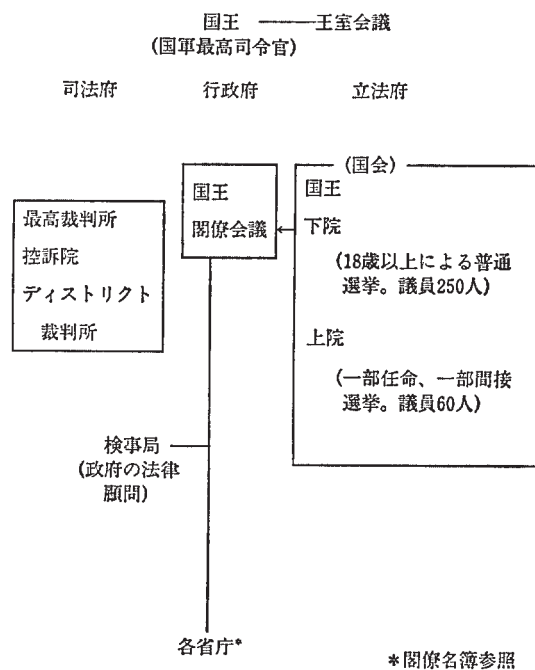 国王 ── 王室会議
(国軍最高司令官)
司法府 行政府 立法府
(国会)
国王
閣僚会議
国王
下院
(18歳以上による普通
選挙。議員250人)
上院
(一部任命、一部間接
選挙。議員60人)
最高裁判所
控訴院
ディストリクト
裁判所
検事局
(政府の法律
顧問)
各省庁*
*閣僚名簿参照